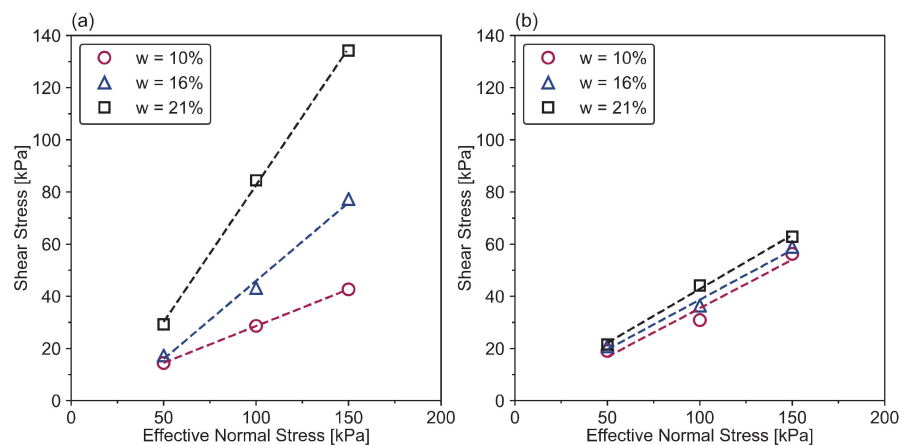 (a)
140
120
100
80
60
40
20
0
w = 10%
w = 16%
w = 21%
Shear Stress [kPa]
0 50 100 150 200
Effective Normal Stress [kPa]
(b)
140
120
100
80
60
40
20
0
w = 10%
w = 16%
w = 21%
Shear Stress [kPa]
0 50 100 150 200
Effective Normal Stress [kPa]